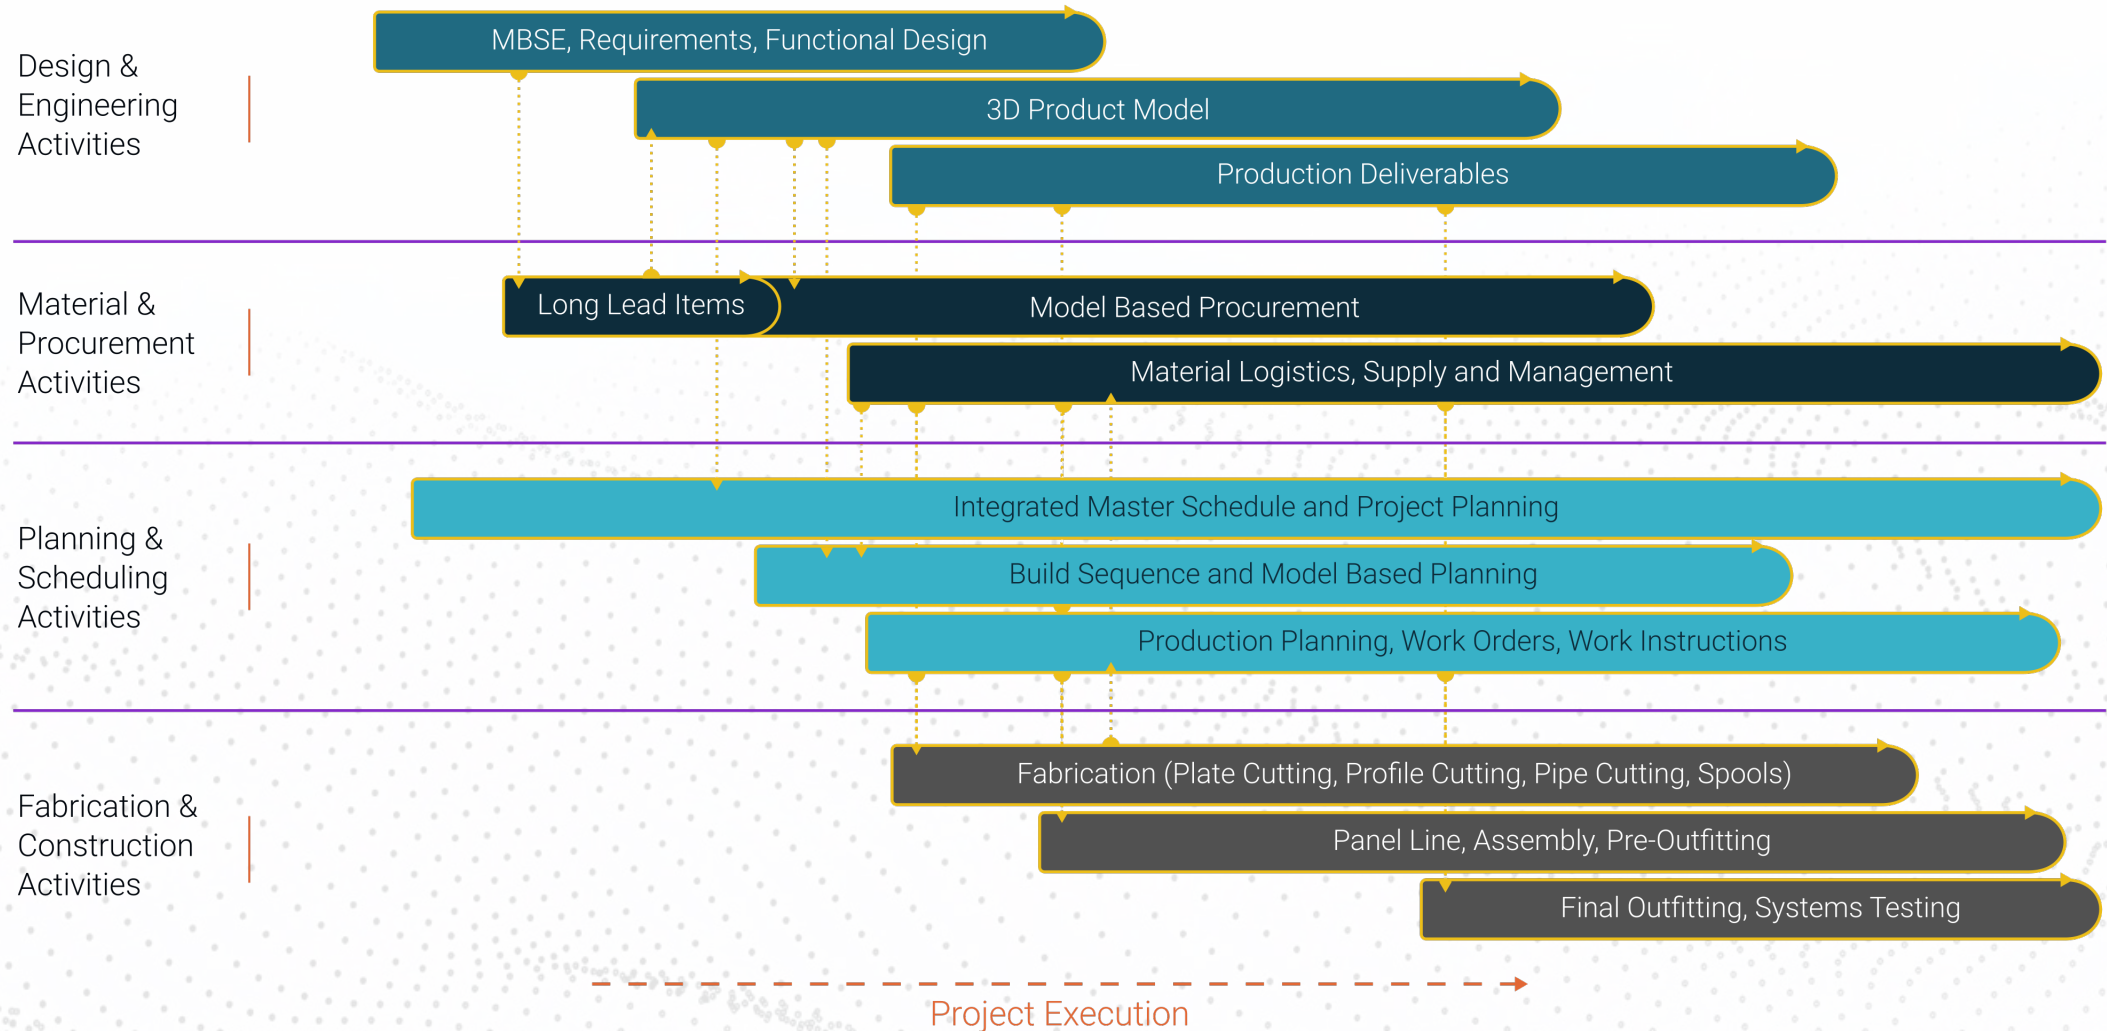 MBSE, Requirements, Functional Design
Design &
Engineering
Activities
3D Product Model
Production Deliverables
Material &
Procurement
Activities
Long Lead Items
Model Based Procurement
Material Logistics, Supply and Management
Integrated Master Schedule and Project Planning
Planning &
Scheduling
Activities
Build Sequence and Model Based Planning
Production Planning, Work Orders, Work Instructions
Fabrication &
Construction
Activities
Fabrication (Plate Cutting, Profile Cutting, Pipe Cutting, Spools)
Panel Line, Assembly, Pre-Outfitting
Final Outfitting, Systems Testing
Project Execution